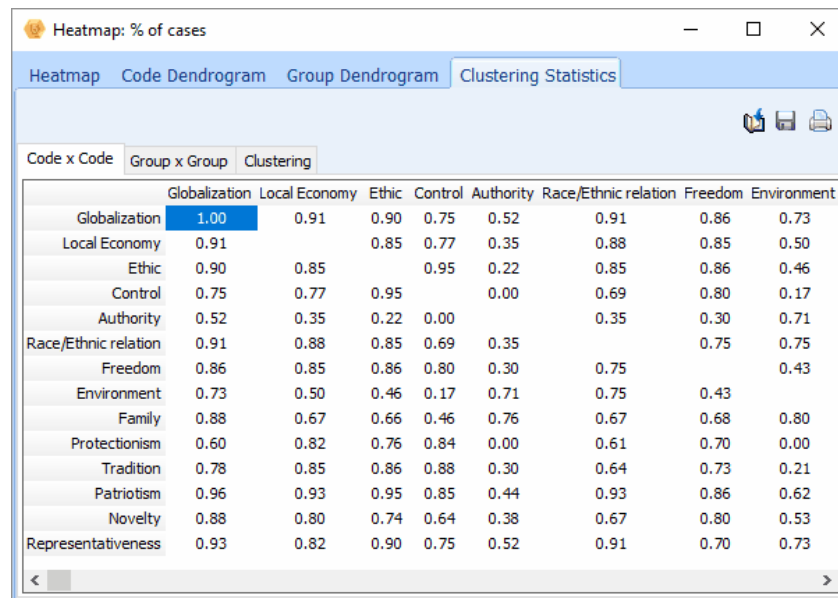 Heatmap: % of cases
Heatmap Code Dendrogram Group Dendrogram Clustering Statistics
Code x Code Group x Group Clustering
Globalization Local Economy Ethic Control Authority Race/Ethnic relation Freedom Environment
Globalization 1.00 0.91 0.90 0.75 0.52 0.91 0.86 0.73
Local Economy 0.91 0.85 0.77 0.35 0.88 0.85 0.50
Ethic 0.90 0.85 0.95 0.22 0.85 0.86 0.46
Control 0.75 0.77 0.95 0.00 0.69 0.80 0.17
Authority 0.52 0.35 0.22 0.00 0.35 0.30 0.71
Race/Ethnic relation 0.91 0.88 0.85 0.69 0.35 0.75 0.75
Freedom 0.86 0.85 0.86 0.80 0.30 0.75 0.43
Environment 0.73 0.50 0.46 0.17 0.71 0.75 0.43
Family 0.88 0.67 0.66 0.46 0.76 0.67 0.68 0.80
Protectionism 0.60 0.82 0.76 0.84 0.00 0.61 0.70 0.00
Tradition 0.78 0.85 0.86 0.88 0.30 0.64 0.73 0.21
Patriotism 0.96 0.93 0.95 0.85 0.44 0.93 0.86 0.62
Novelty 0.88 0.80 0.74 0.64 0.38 0.67 0.80 0.53
Representativeness 0.93 0.82 0.90 0.75 0.52 0.91 0.70 0.73